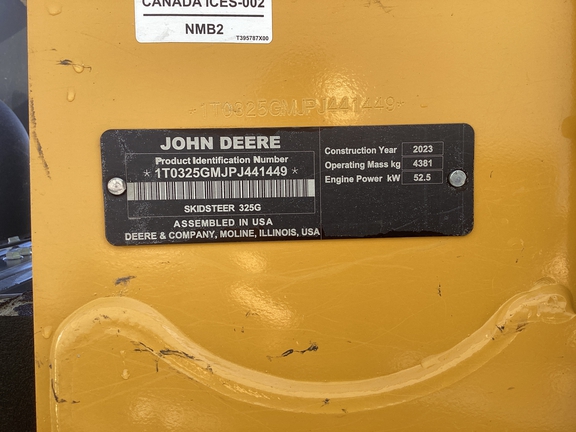 CANADA ICES-002
NMB2
T395787X00
*1T0325GMJPJ441449*
JOHN DEERE
Product Identification Number
* 1T0325GMJPJ441449 *
SKIDSTEER 325G
ASSEMBLED IN USA
DEERE & COMPANY, MOLINE, ILLINOIS, USA
Construction Year 2023
Operating Mass kg 4381
Engine Power kW 52.5